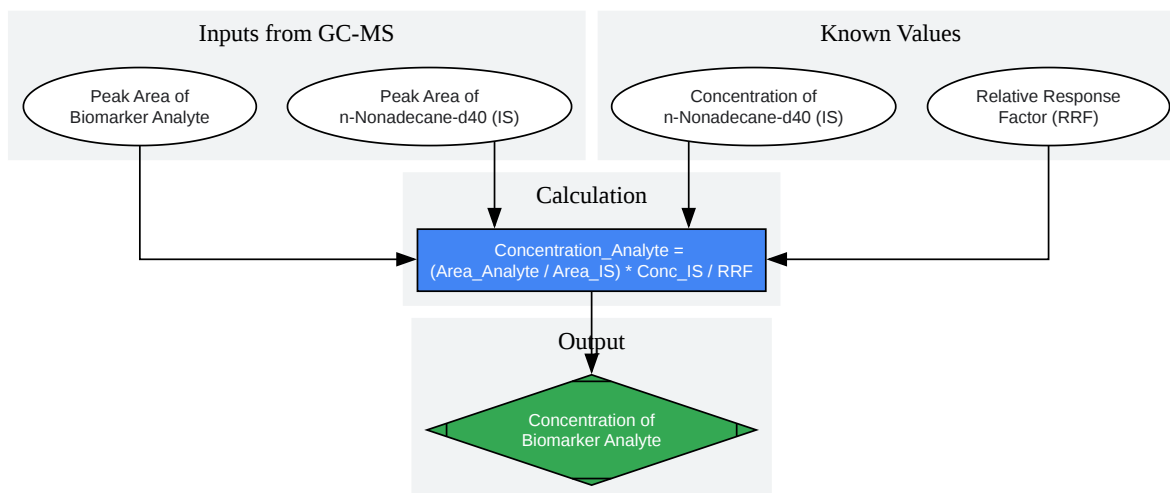 Inputs from GC-MS
Known Values
Peak Area of
Biomarker Analyte
Peak Area of
n-Nonadecane-d40 (IS)
Concentration of
n-Nonadecane-d40 (IS)
Relative Response
Factor (RRF)
Calculation
Concentration_Analyte =
(Area_Analyte / Area_IS) * Conc_IS / RRF
Output
Concentration of
Biomarker Analyte